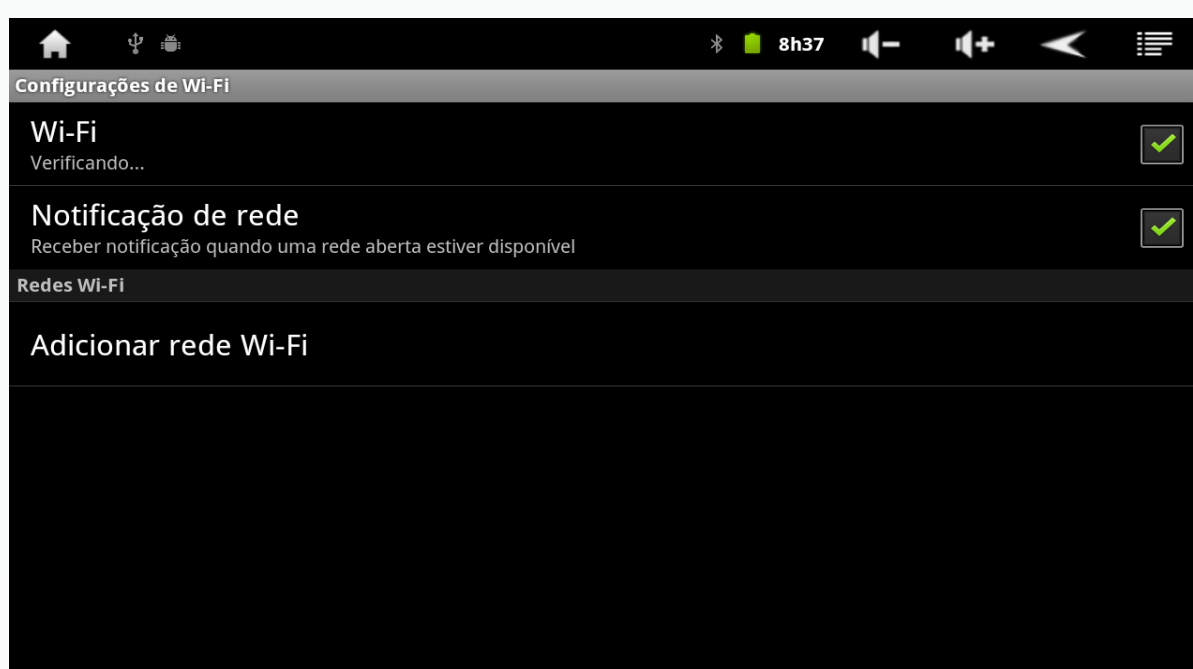 8h37
Configurações de Wi-Fi
Wi-Fi
Verificando...
Notificação de rede
Receber notificação quando uma rede aberta estiver disponível
Redes Wi-Fi
Adicionar rede Wi-Fi